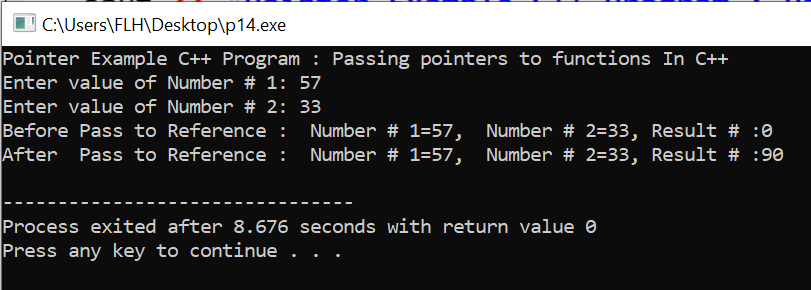 C:\Users\FLH\Desktop\p14.exe
Pointer Example C++ Program : Passing pointers to functions In C++
Enter value of Number # 1: 57
Enter value of Number # 2: 33
Before Pass to Reference :  Number # 1=57,  Number # 2=33, Result # :0
After  Pass to Reference :  Number # 1=57,  Number # 2=33, Result # :90
--------------------------------
Process exited after 8.676 seconds with return value 0
Press any key to continue . . .